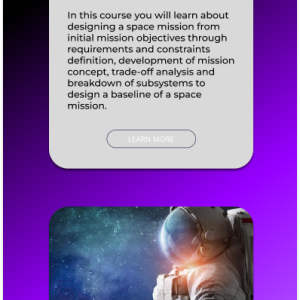 In this course you will learn about
designing a space mission from
initial mission objectives through
requirements and constraints
definition, development of mission
concept, trade-off analysis and
breakdown of subsystems to
design a baseline of a space
mission.
LEARN MORE